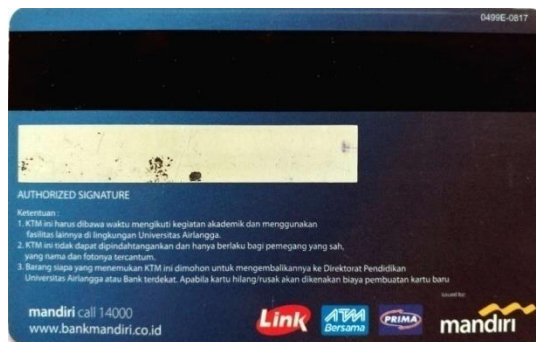 0499E-0817
AUTHORIZED SIGNATURE
Ketentuan :
1. KTM ini harus dibawa waktu mengikuti kegiatan akademik dan menggunakan
fasilitas lainnya di lingkungan Universitas Airlangga.
2. KTM ini tidak dapat dipindahtangankan dan hanya berlaku bagi pemegang yang sah,
yang nama dan fotonya tercantum.
3. Barang siapa yang menemukan KTM ini dimohon untuk mengembalikannya ke Direktorat Pendidikan
Universitas Airlangga atau Bank terdekat. Apabila kartu hilang/rusak akan dikenakan biaya pembuatan kartu baru
issued by:
mandiri call 14000
www.bankmandiri.co.id
Link
ATM
Bersama
PRIMA
mandiri